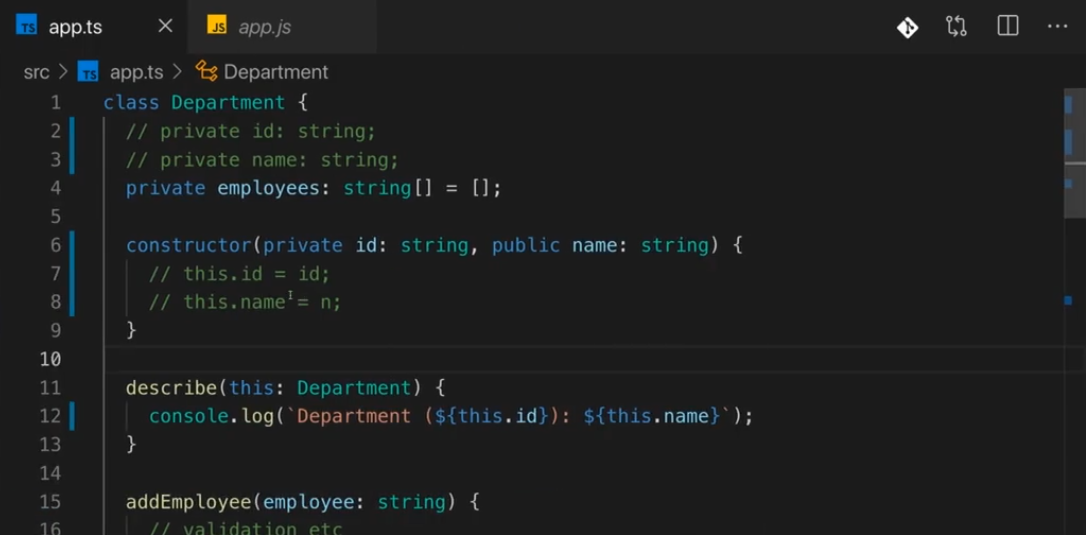 TS app.ts × JS app.js ...
src > TS app.ts > Department
1 class Department {
2 // private id: string;
3 // private name: string;
4 private employees: string[] = [];
5
6 constructor(private id: string, public name: string) {
7 // this.id = id;
8 // this.name = n;
9 }
10
11 describe(this: Department) {
12 console.log(`Department (${this.id}): ${this.name}`);
13 }
14
15 addEmployee(employee: string) {
16 // validation etc